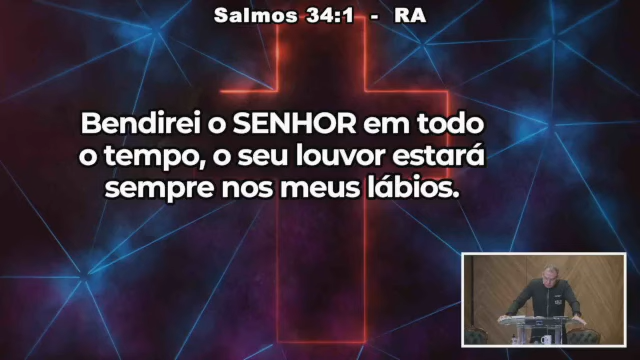 Salmos 34:1 - RA
Bendirei o SENHOR em todo
o tempo, o seu louvor estará
sempre nos meus lábios.